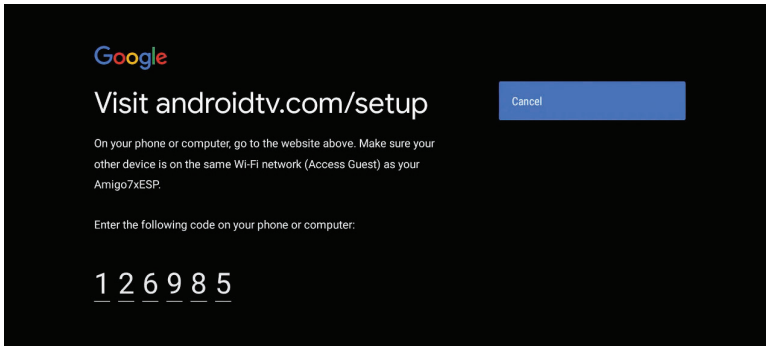 Google
Visit androidtv.com/setup
Cancel
On your phone or computer, go to the website above. Make sure your
other device is on the same Wi-Fi network (Access Guest) as your
Amigo7xESP.
Enter the following code on your phone or computer:
1 2 6 9 8 5